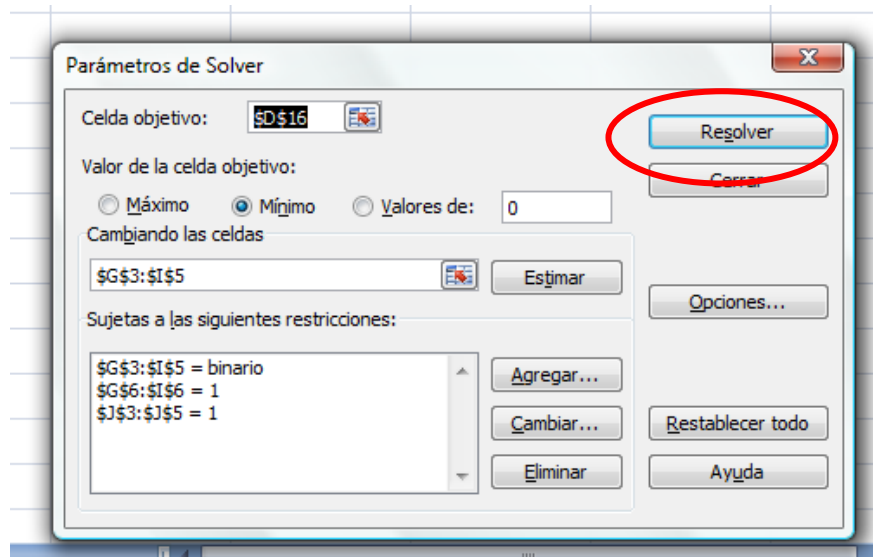 Parámetros de Solver
Celda objetivo: $D$16
Resolver
Valor de la celda objetivo:
Cerrar
Máximo Mínimo Valores de: 0
Cambiando las celdas
$G$3:$I$5 Estimar
Opciones...
Sujetas a las siguientes restricciones:
$G$3:$I$5 = binario
$G$6:$I$6 = 1
$J$3:$J$5 = 1
Agregar...
Cambiar... Restablecer todo
Eliminar Ayuda